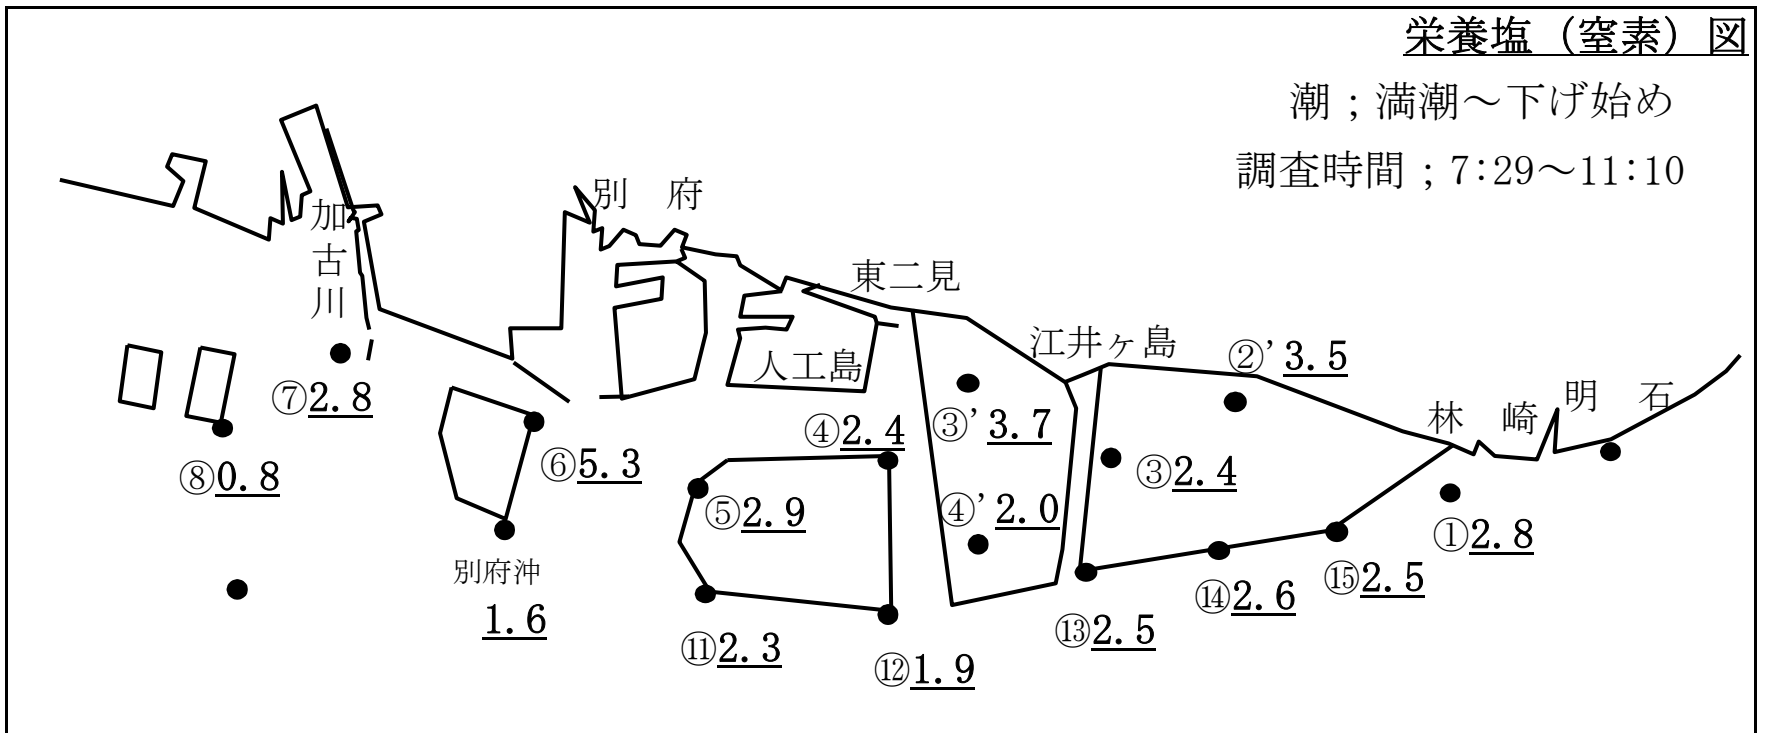 栄養塩（窒素）図
潮；満潮～下げ始め
調査時間；7:29～11:10
別 府
加古川
東二見
江井ヶ島
②' 3.5
人工島
林 崎
明 石
⑦2.8
③' 3.7
④2.4
⑥5.3
③2.4
⑧0.8
⑤2.9
④' 2.0
①2.8
別府沖
1.6
⑮2.5
⑭2.6
⑬2.5
⑪2.3
⑫1.9